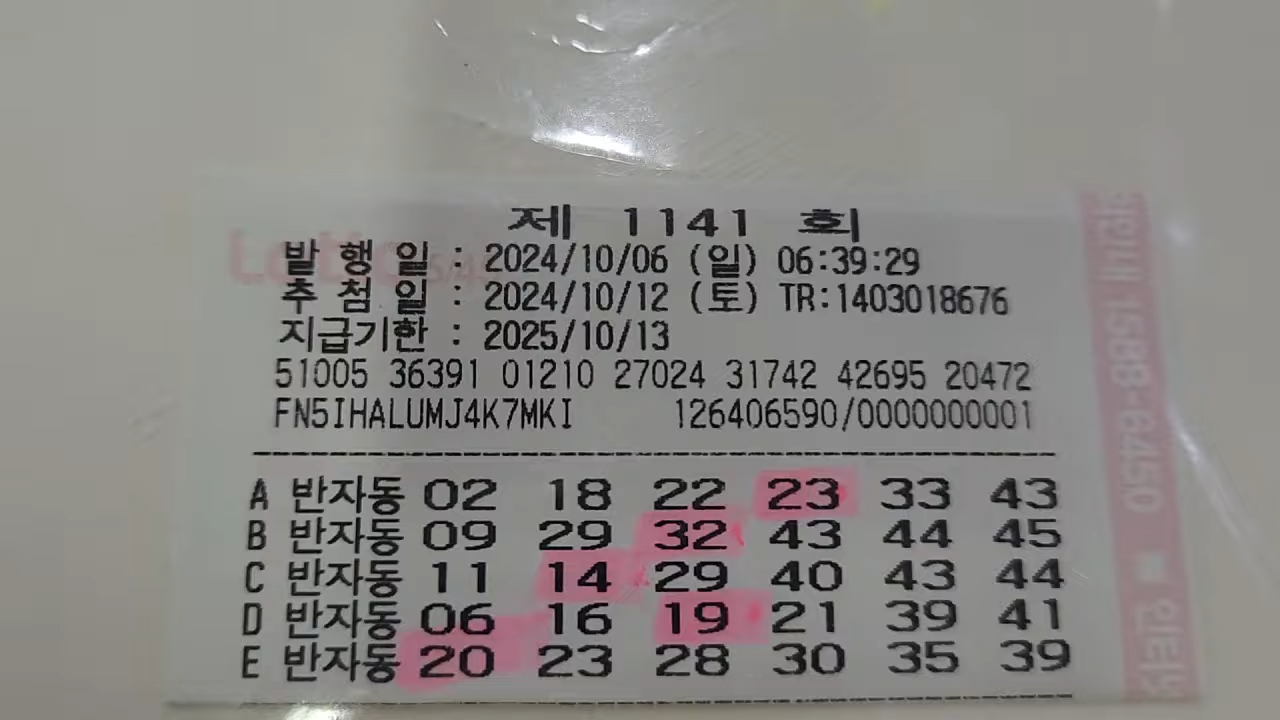 제 1141 회
발 행 일 : 2024/10/06 (일) 06:39:29
추 첨 일 : 2024/10/12 (토) TR:1403018676
지급기한 : 2025/10/13
51005 36391 01210 27024 31742 42695 20472
FN5IHALUMJ4K7MKI 126406590/0000000001
A 반자동 02 18 22 23 33 43
B 반자동 09 29 32 43 44 45
C 반자동 11 14 29 40 43 44
D 반자동 06 16 19 21 39 41
E 반자동 20 23 28 30 35 39
1588-6450